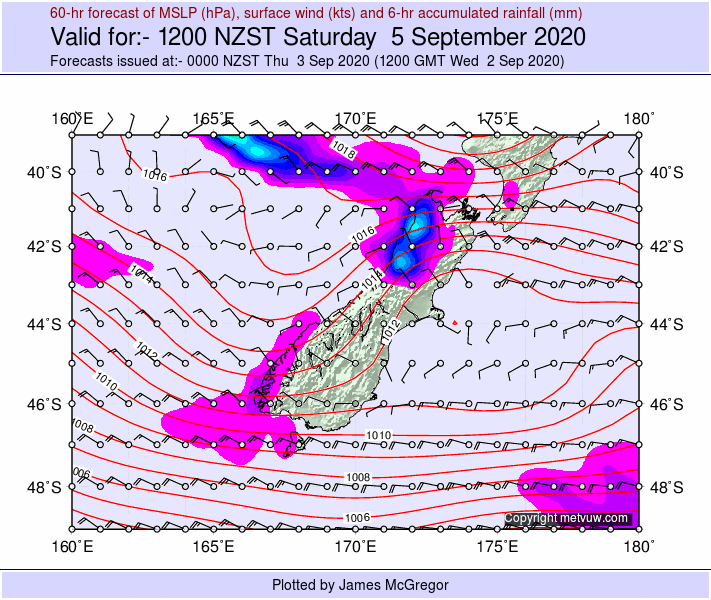 60-hr forecast of MSLP (hPa), surface wind (kts) and 6-hr accumulated rainfall (mm)
Valid for:- 1200 NZST Saturday 5 September 2020
Forecasts issued at:- 0000 NZST Thu 3 Sep 2020 (1200 GMT Wed 2 Sep 2020)
160°E 165°E 170°E 175°E 180°
1018
40°S 40°S
1016
1016
42°S 42°S
1014 1014
44°S 44°S
1012
1012
1010
46°S 46°S
1008 1010
006 1008
48°S 48°S
1006
Copyright metvuw.com
160°E 165°E 170°E 175°E 180°
Plotted by James McGregor